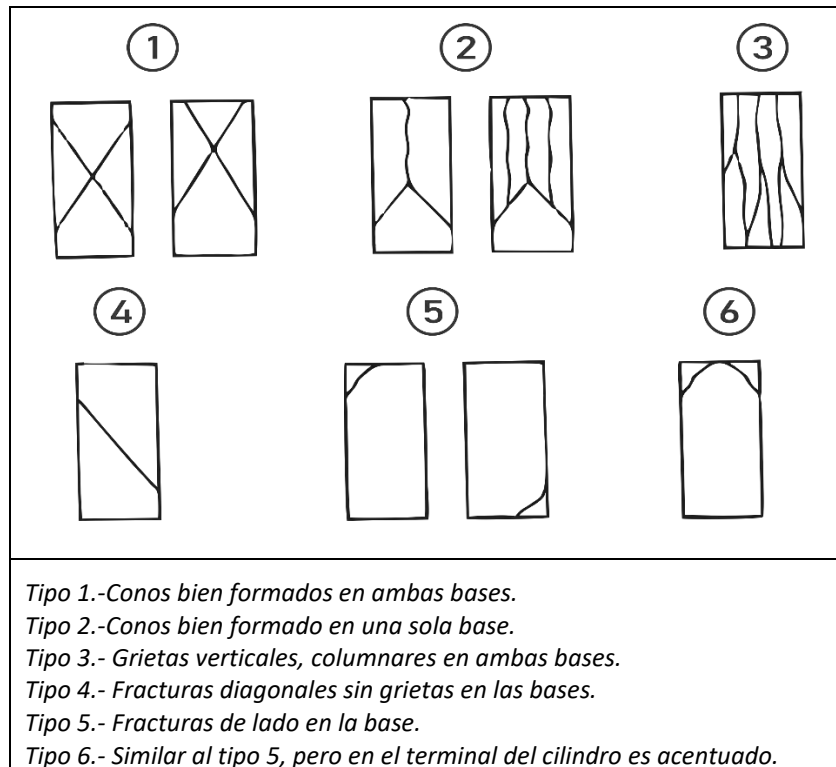 1
2
3
4
5
6
Tipo 1.-Conos bien formados en ambas bases.
Tipo 2.-Conos bien formado en una sola base.
Tipo 3.- Grietas verticales, columnares en ambas bases.
Tipo 4.- Fracturas diagonales sin grietas en las bases.
Tipo 5.- Fracturas de lado en la base.
Tipo 6.- Similar al tipo 5, pero en el terminal del cilindro es acentuado.